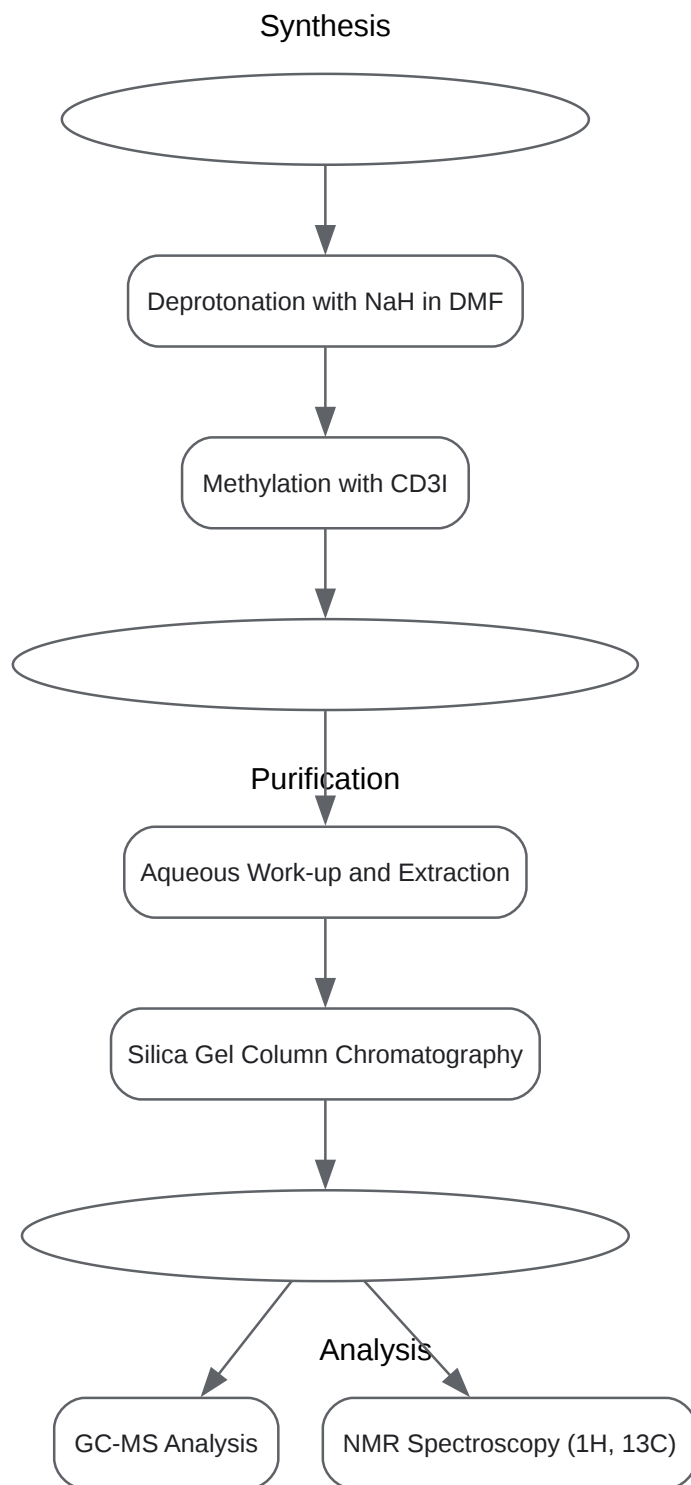 Synthesis
Deprotonation with NaH in DMF
Methylation with CD3I
Purification
Aqueous Work-up and Extraction
Silica Gel Column Chromatography
Analysis
GC-MS Analysis
NMR Spectroscopy (1H, 13C)